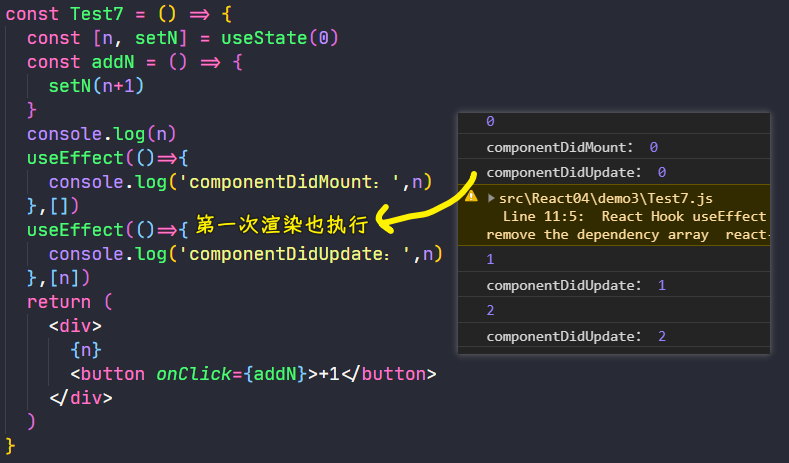 const Test7 = () => {
const [n, setN] = useState(0)
const addN = () => {
setN(n+1)
}
console.log(n)
useEffect(()=>{
console.log('componentDidMount：',n)
},[])
useEffect(()=>{
第一次渲染也执行
console.log('componentDidUpdate：',n)
},[n])
return (
<div>
{n}
<button onClick={addN}>+1</button>
</div>
)
}
0
componentDidMount： 0
componentDidUpdate： 0
src\React04\demo3\Test7.js
Line 11:5: React Hook useEffect
remove the dependency array react-
1
componentDidUpdate： 1
2
componentDidUpdate： 2